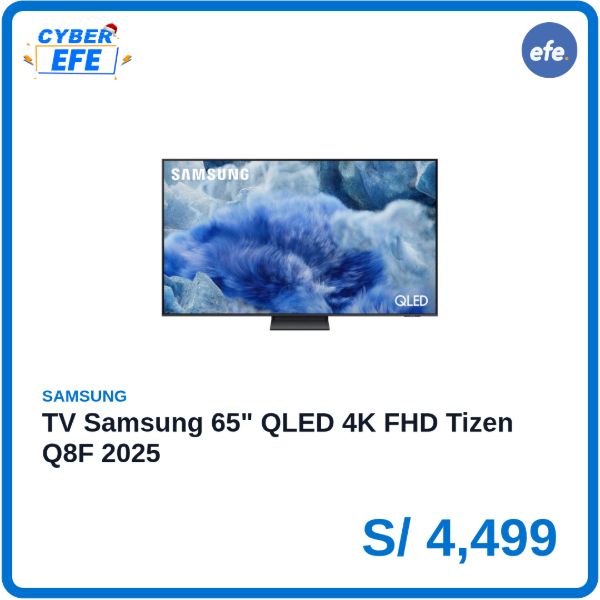 CYBER
EFE
efe.
SAMSUNG
QLED
SAMSUNG
TV Samsung 65" QLED 4K FHD Tizen
Q8F 2025
S/ 4,499